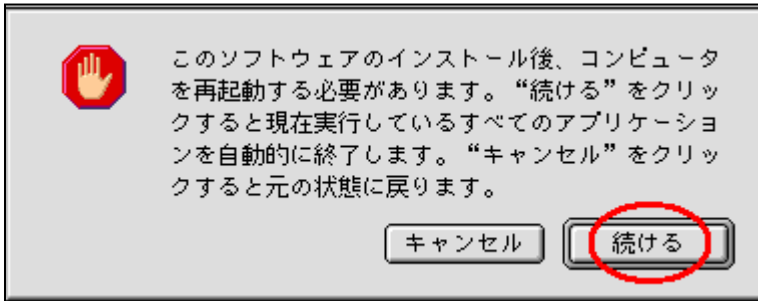 このソフトウェアのインストール後、コンピュータ
を再起動する必要があります。“続ける”をクリッ
クすると現在実行しているすべてのアプリケーショ
ンを自動的に終了します。“キャンセル”をクリッ
クすると元の状態に戻ります。
キャンセル 続ける